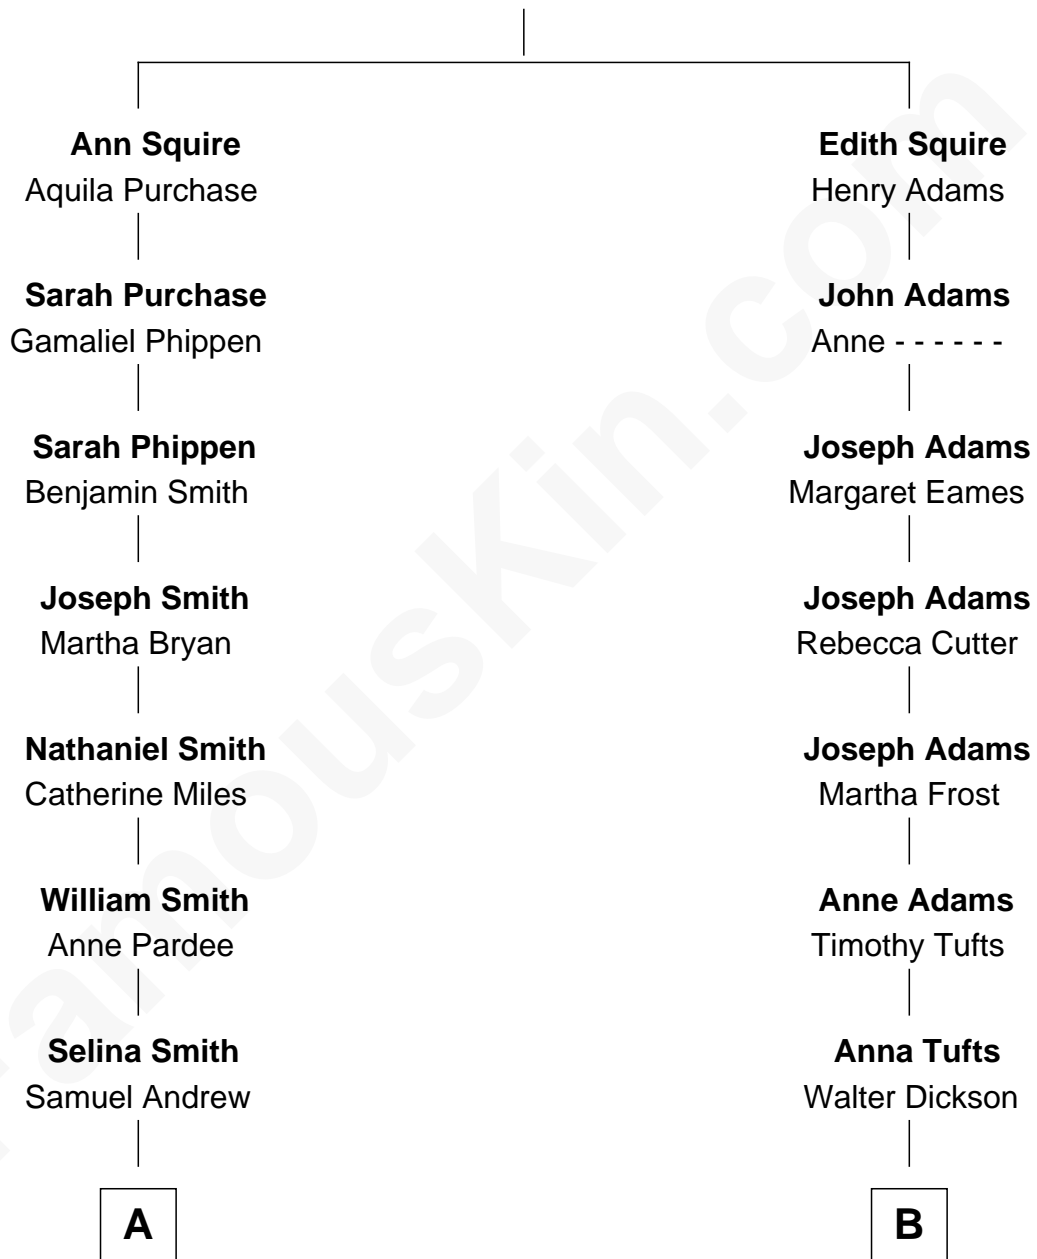 Ann Squire
Aquila Purchase
Sarah Purchase
Gamaliel Phippen
Sarah Phippen
Benjamin Smith
Joseph Smith
Martha Bryan
Nathaniel Smith
Catherine Miles
William Smith
Anne Pardee
Selina Smith
Samuel Andrew
A
Edith Squire
Henry Adams
John Adams
Anne - - - - - -
Joseph Adams
Margaret Eames
Joseph Adams
Rebecca Cutter
Joseph Adams
Martha Frost
Anne Adams
Timothy Tufts
Anna Tufts
Walter Dickson
B
FamousKin.com